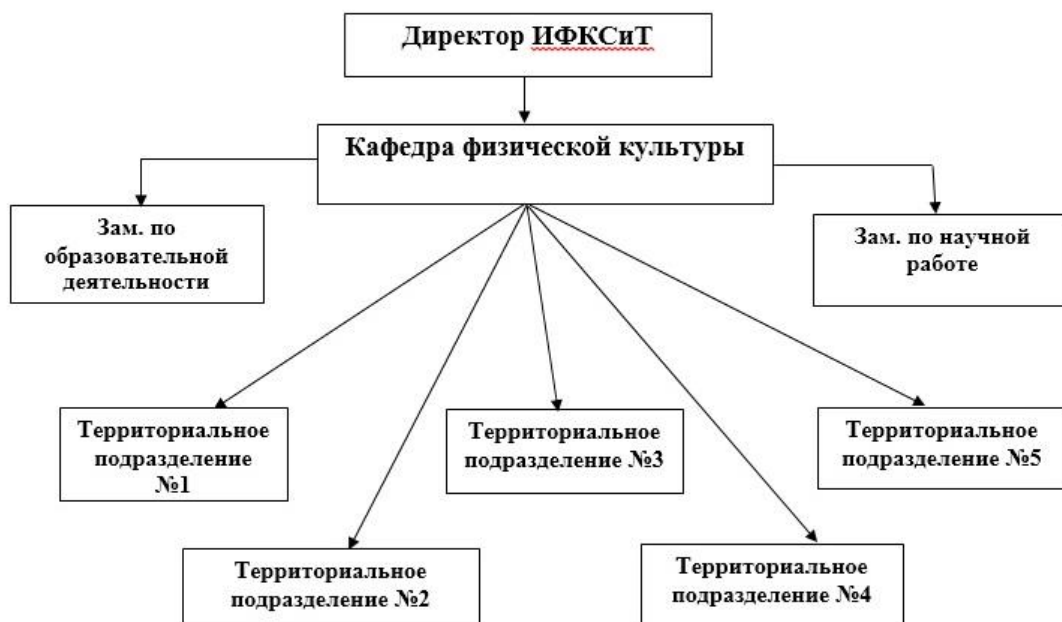 Директор ИФКСиТ
Кафедра физической культуры
Зам. по
образовательной
деятельности
Зам. по научной
работе
Территориальное
подразделение
№1
Территориальное
подразделение №3
Территориальное
подразделение №5
Территориальное
подразделение №2
Территориальное
подразделение №4